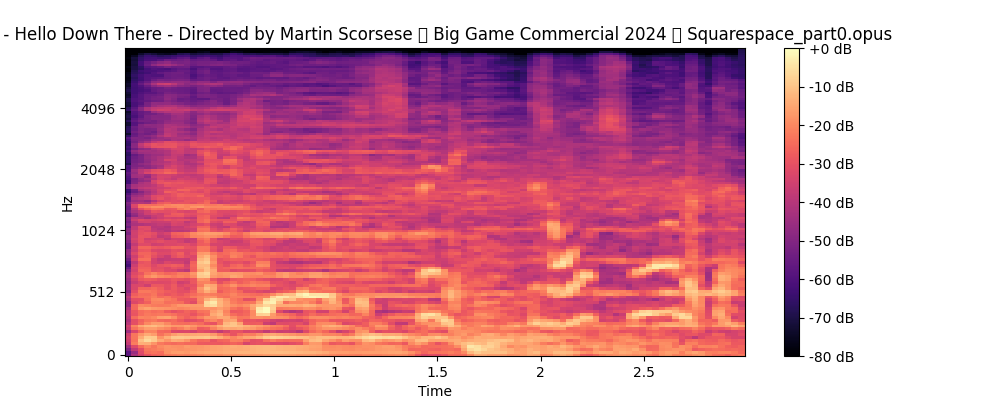 - Hello Down There - Directed by Martin Scorsese ▯ Big Game Commercial 2024 ▯ Squarespace_part0.opus
+0 dB
4096
-10 dB
-20 dB
2048
-30 dB
Hz
1024
-40 dB
-50 dB
512
-60 dB
-70 dB
0
-80 dB
0
0.5
1
1.5
2
2.5
Time